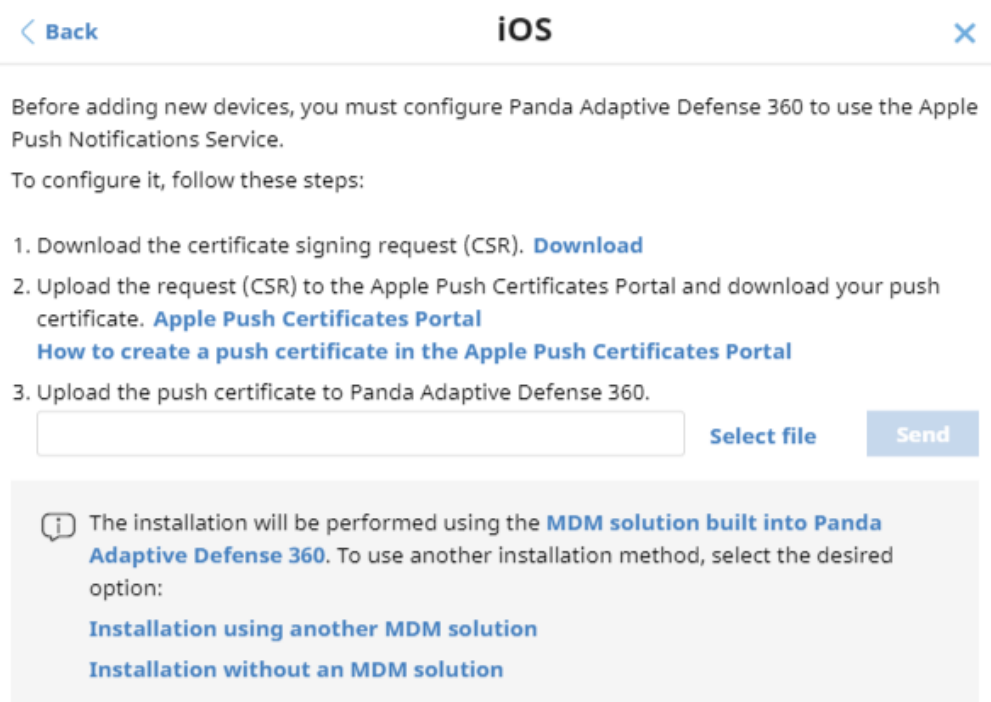 Back
iOS
Before adding new devices, you must configure Panda Adaptive Defense 360 to use the Apple
Push Notifications Service.
To configure it, follow these steps:
1. Download the certificate signing request (CSR). Download
2. Upload the request (CSR) to the Apple Push Certificates Portal and download your push
certificate. Apple Push Certificates Portal
How to create a push certificate in the Apple Push Certificates Portal
3. Upload the push certificate to Panda Adaptive Defense 360.
Select file
Send
The installation will be performed using the MDM solution built into Panda
Adaptive Defense 360. To use another installation method, select the desired
option:
Installation using another MDM solution
Installation without an MDM solution